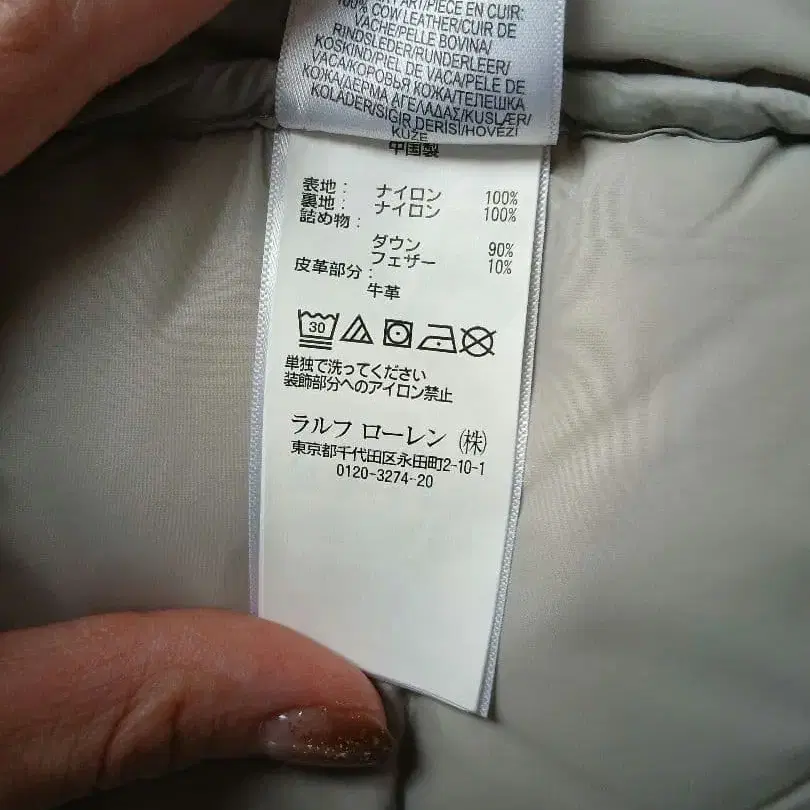 ART/PIÈCE EN CUIR:
100% COW LEATHER/CUIR DE
VACHE/PELLE BOVINA/
RINDSLEDER/RUNDERLEER/
KOSKIND/PIEL DE VACA/PELE DE
VACA/КОРОВЬЯ КОЖА/ТЕЛЕШКА
КОЖА/ΔΕΡΜΑ ΑΓΕΛΑΔΑΣ/KUSLÆR/
KOLÄDER/SIGIR DERİSİ/HOVĚZÍ
KŮŽE
中国製
表地: ナイロン 100%
裏地: ナイロン 100%
詰め物:
ダウン 90%
フェザー 10%
皮革部分:
牛革
30
単独で洗ってください
装飾部分へのアイロン禁止
ラルフ ローレン (株)
東京都千代田区永田町2-10-1
0120-3274-20